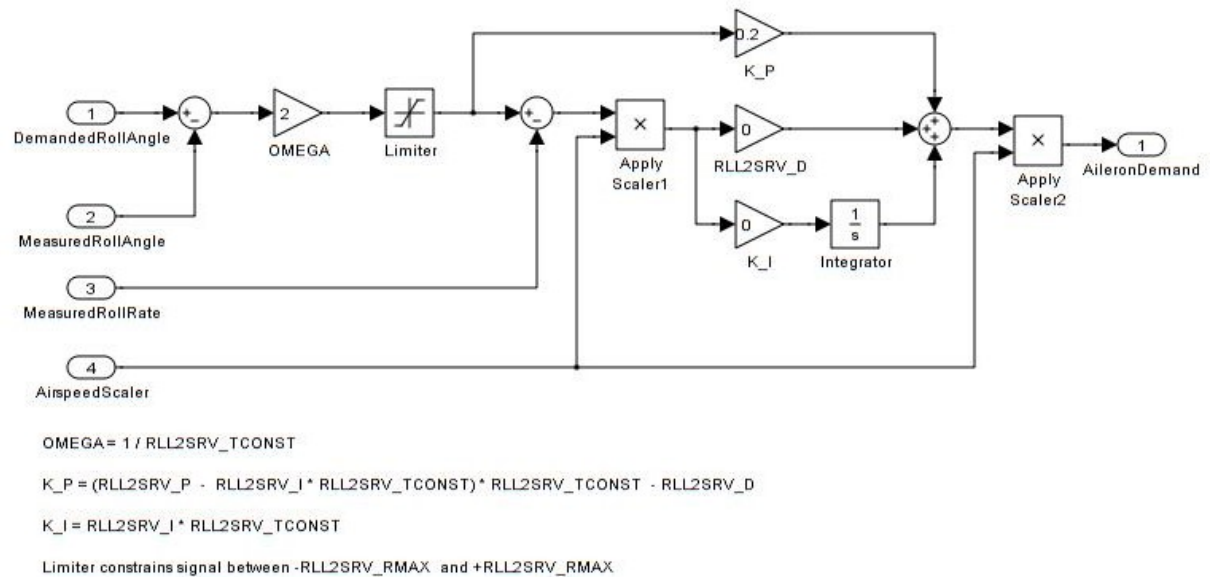 0.2
K_P
1
DemandedRollAngle
+
−
2
OMEGA
Limiter
+
−
×
Apply
Scaler1
0
RLL2SRV_D
+
+
+
×
Apply
Scaler2
1
AileronDemand
2
MeasuredRollAngle
0
K_I
1
s
Integrator
3
MeasuredRollRate
4
AirspeedScaler
OMEGA = 1 / RLL2SRV_TCONST
K_P = (RLL2SRV_P - RLL2SRV_I * RLL2SRV_TCONST) * RLL2SRV_TCONST - RLL2SRV_D
K_I = RLL2SRV_I * RLL2SRV_TCONST
Limiter constrains signal between -RLL2SRV_RMAX and +RLL2SRV_RMAX